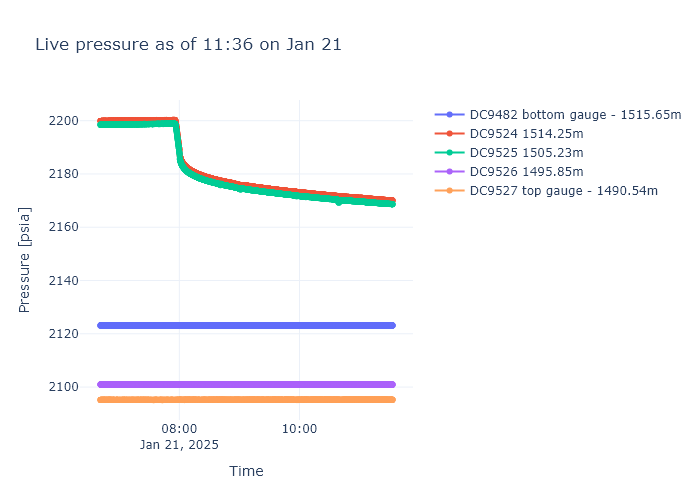 Live pressure as of 11:36 on Jan 21
DC9482 bottom gauge - 1515.65m
DC9524 1514.25m
DC9525 1505.23m
DC9526 1495.85m
DC9527 top gauge - 1490.54m
Pressure [psia]
2200
2180
2160
2140
2120
2100
08:00
Jan 21, 2025
10:00
Time